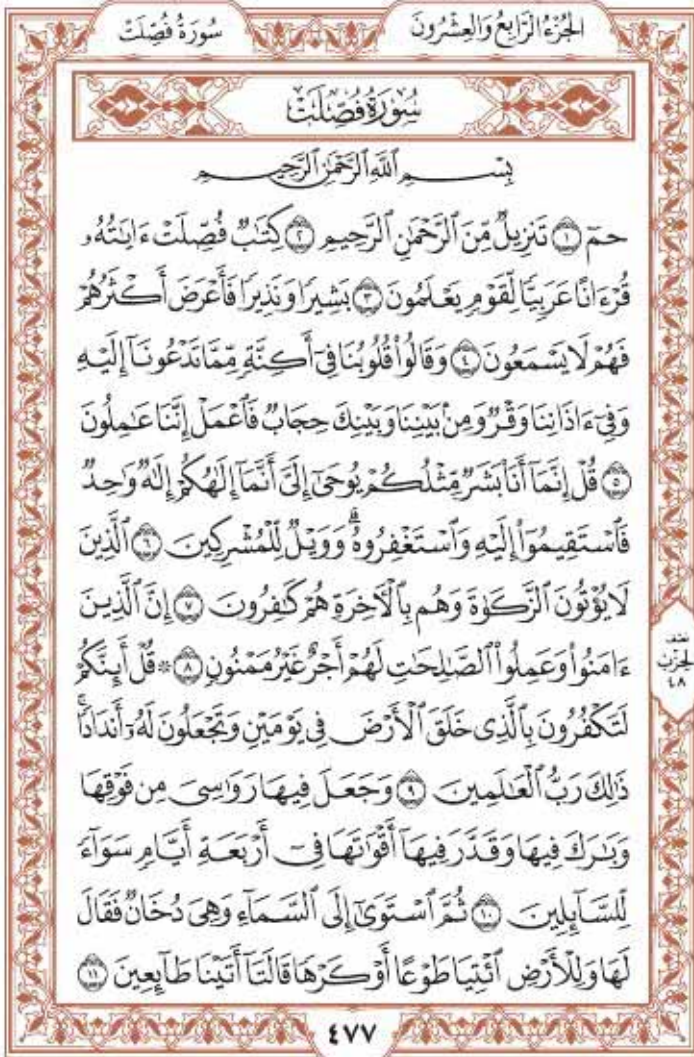 سُورَةُ فُصِّلَتْ
الجُزْءُ الرَّابِعُ وَالعِشْرُونَ
سُورَةُ فُصِّلَتْ
بِسْمِ ٱللَّهِ ٱلرَّحْمَٰنِ ٱلرَّحِيمِ
حمٓ ١ تَنزِيلٌ مِّنَ ٱلرَّحْمَٰنِ ٱلرَّحِيمِ ٢ كِتَٰبٌ فُصِّلَتْ ءَايَٰتُهُۥ
قُرْءَانًا عَرَبِيًّا لِّقَوْمٍ يَعْلَمُونَ ٣ بَشِيرًا وَنَذِيرًا فَأَعْرَضَ أَكْثَرُهُمْ
فَهُمْ لَا يَسْمَعُونَ ٤ وَقَالُوا۟ قُلُوبُنَا فِىٓ أَكِنَّةٍ مِّمَّا تَدْعُونَآ إِلَيْهِ
وَفِىٓ ءَاذَانِنَا وَقْرٌ وَمِنۢ بَيْنِنَا وَبَيْنِكَ حِجَابٌ فَٱعْمَلْ إِنَّنَا عَٰمِلُونَ
٥ قُلْ إِنَّمَآ أَنَا۠ بَشَرٌ مِّثْلُكُمْ يُوحَىٰٓ إِلَىَّ أَنَّمَآ إِلَٰهُكُمْ إِلَٰهٌ وَٰحِدٌ
فَٱسْتَقِيمُوٓا۟ إِلَيْهِ وَٱسْتَغْفِرُوهُ ۗ وَوَيْلٌ لِّلْمُشْرِكِينَ ٦ ٱلَّذِينَ
لَا يُؤْتُونَ ٱلزَّكَوٰةَ وَهُم بِٱلْءَاخِرَةِ هُمْ كَٰفِرُونَ ٧ إِنَّ ٱلَّذِينَ
ءَامَنُوا۟ وَعَمِلُوا۟ ٱلصَّٰلِحَٰتِ لَهُمْ أَجْرٌ غَيْرُ مَمْنُونٍ ٨ ۞ قُلْ أَئِنَّكُمْ
لَتَكْفُرُونَ بِٱلَّذِى خَلَقَ ٱلْأَرْضَ فِى يَوْمَيْنِ وَتَجْعَلُونَ لَهُۥٓ أَندَادًا ۚ
ذَٰلِكَ رَبُّ ٱلْعَٰلَمِينَ ٩ وَجَعَلَ فِيهَا رَوَٰسِىَ مِن فَوْقِهَا
وَبَٰرَكَ فِيهَا وَقَدَّرَ فِيهَآ أَقْوَٰتَهَا فِىٓ أَرْبَعَةِ أَيَّامٍ سَوَآءً
لِّلسَّآئِلِينَ ١٠ ثُمَّ ٱسْتَوَىٰٓ إِلَى ٱلسَّمَآءِ وَهِىَ دُخَانٌ فَقَالَ
لَهَا وَلِلْأَرْضِ ٱئْتِيَا طَوْعًا أَوْ كَرْهًا قَالَتَآ أَتَيْنَا طَآئِعِينَ ١١
نصف
الحزب
٤٨
٤٧٧